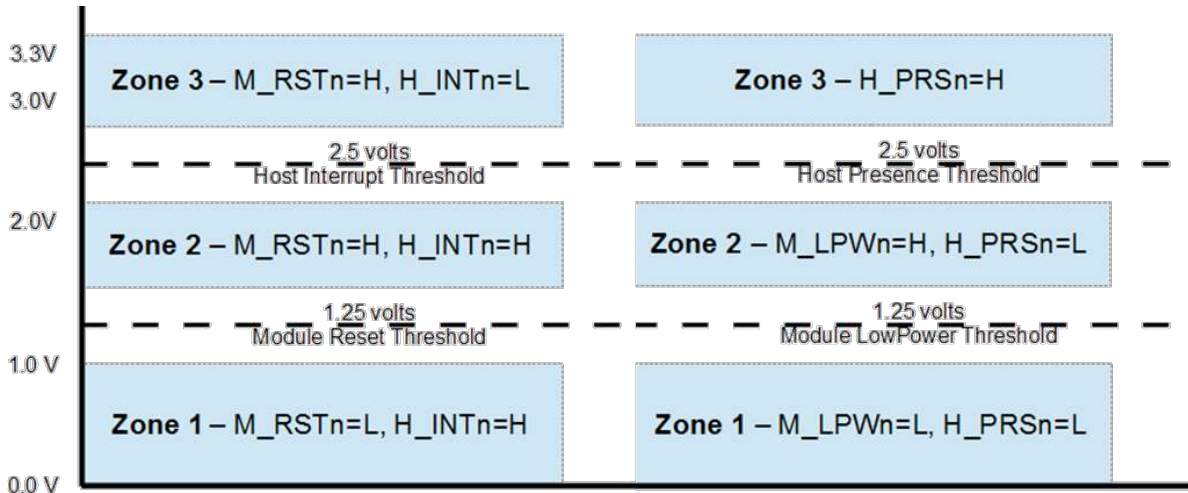 3.3V
Zone 3 – M_RSTn=H, H_INTn=L
Zone 3 – H_PRSn=H
3.0V
2.5 volts
2.5 volts
Host Interrupt Threshold
Host Presence Threshold
2.0V
Zone 2 – M_RSTn=H, H_INTn=H
Zone 2 – M_LPWn=H, H_PRSn=L
1.25 volts
1.25 volts
Module Reset Threshold
Module LowPower Threshold
1.0 V
Zone 1 – M_RSTn=L, H_INTn=H
Zone 1 – M_LPWn=L, H_PRSn=L
0.0 V